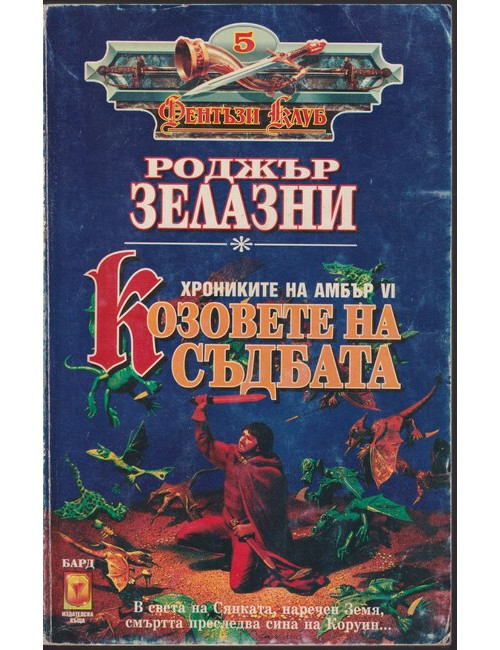 5
Фентъзи Клуб
РОДЖЪР
ЗЕЛАЗНИ
*
ХРОНИКИТЕ НА АМБЪР VI
КОЗОВЕТЕ НА
СЪДБАТА
БАРД
ИЗДАТЕЛСКА
КЪЩА
В света на Сянката, наречен Земя,
смъртта преследва сина на Коруин...